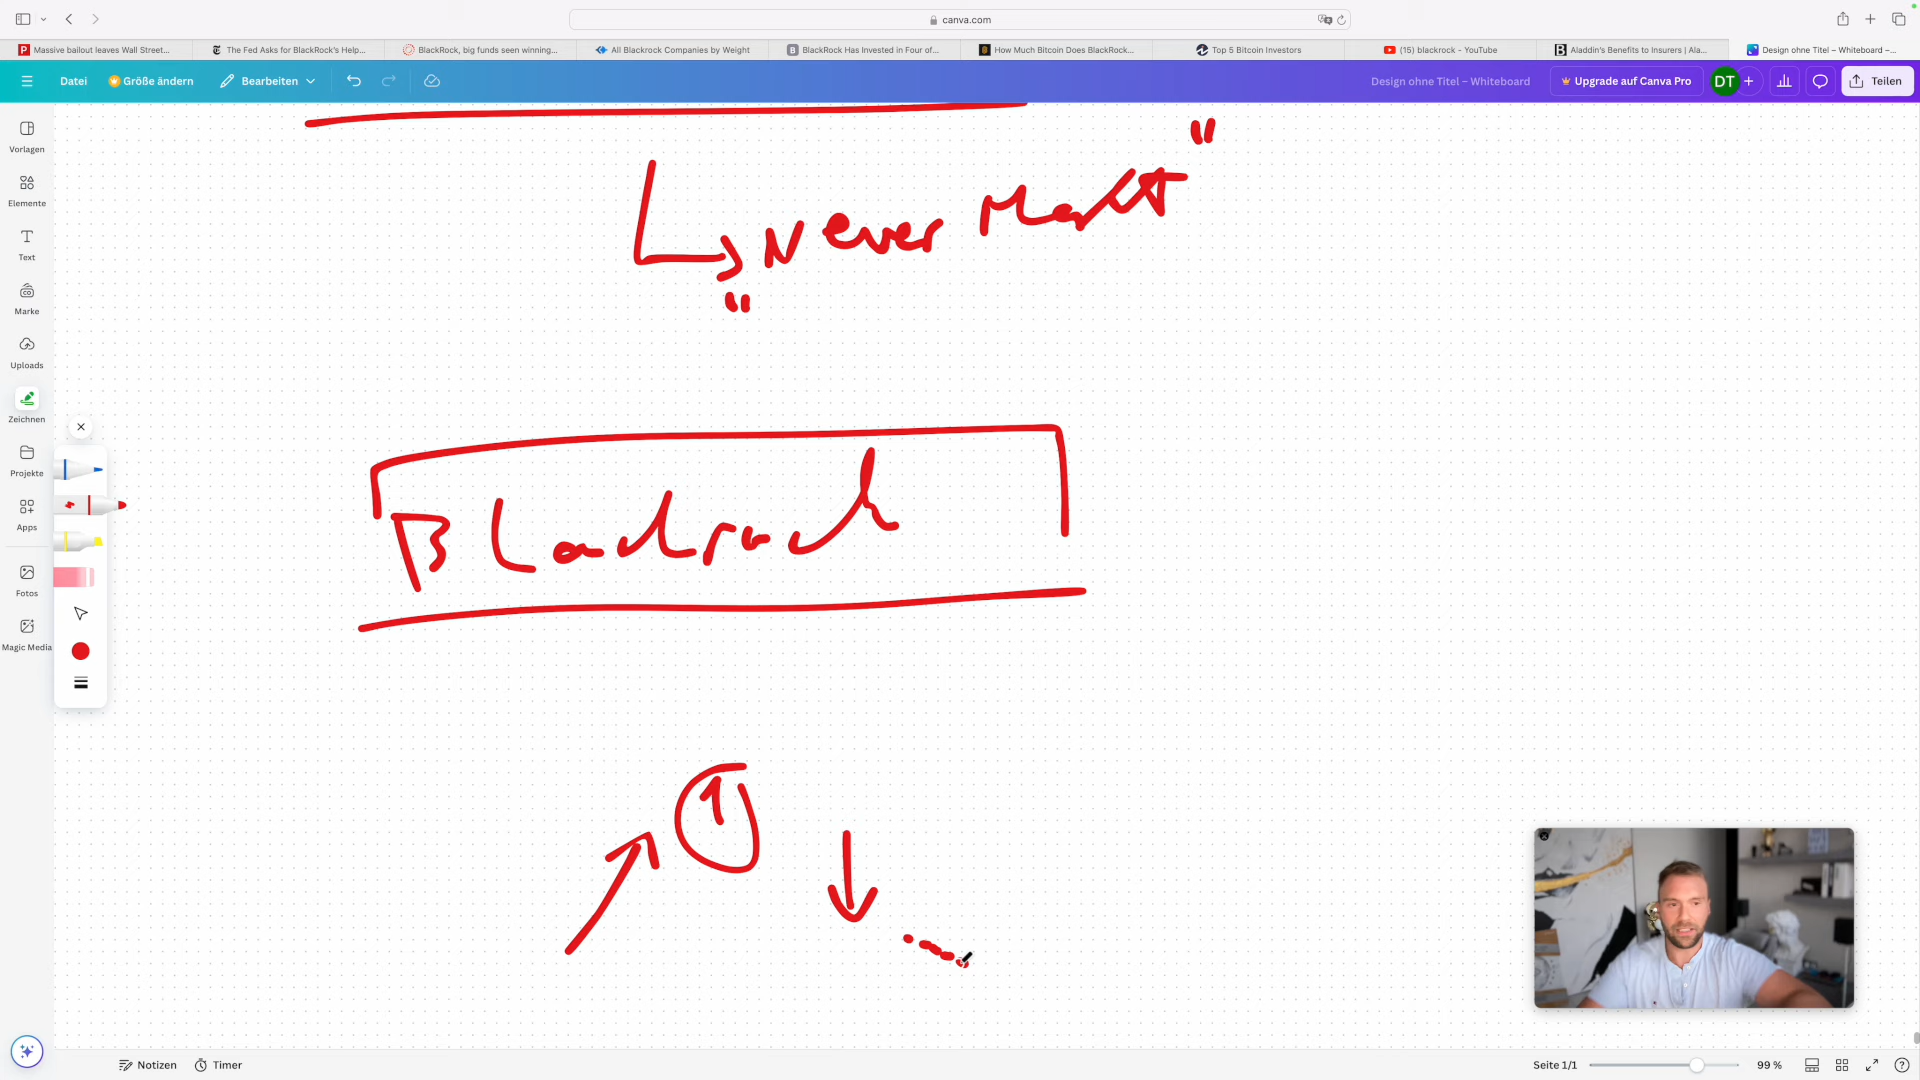 canva.com
Massive bailout leaves Wall Street...
The Fed Asks for BlackRock's Help...
BlackRock, big funds seen winning...
All Blackrock Companies by Weight
BlackRock Has Invested in Four of...
How Much Bitcoin Does BlackRock...
Top 5 Bitcoin Investors
(15) blackrock - YouTube
Aladdin's Benefits to Insurers | Ala...
Design ohne Titel – Whiteboard –...
Datei
Größe ändern
Bearbeiten
Design ohne Titel – Whiteboard
Upgrade auf Canva Pro
DT
Teilen
Vorlagen
Elemente
Text
Marke
Uploads
Zeichnen
Projekte
Apps
Fotos
Magic Media
"
Never Markt
"
Blackrock
1
Notizen
Timer
Seite 1/1
99 %